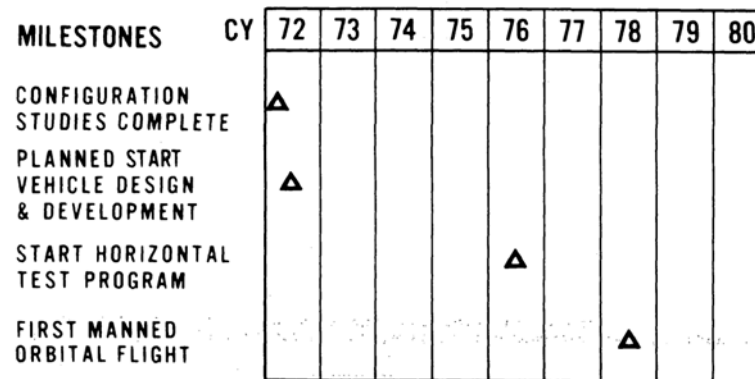 MILESTONES CY 72 73 74 75 76 77 78 79 80
CONFIGURATION
STUDIES COMPLETE
PLANNED START
VEHICLE DESIGN
& DEVELOPMENT
START HORIZONTAL
TEST PROGRAM
FIRST MANNED
ORBITAL FLIGHT